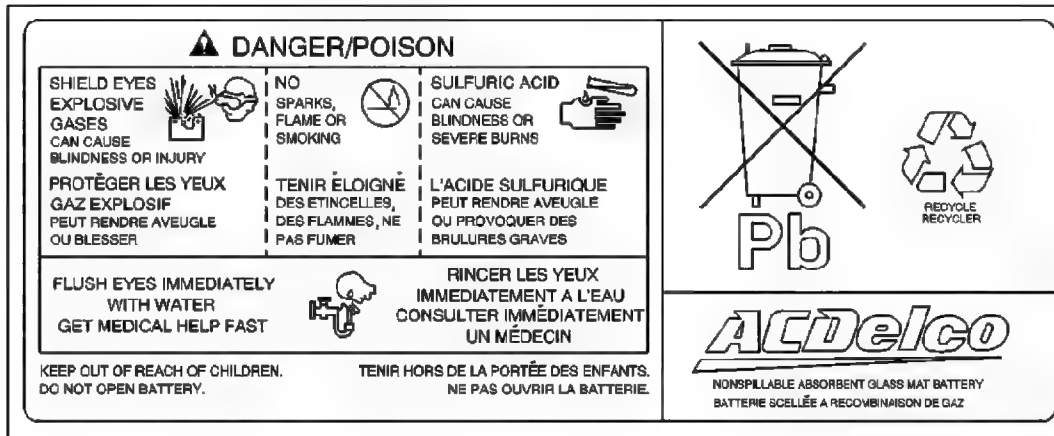 DANGER/POISON
SHIELD EYES
EXPLOSIVE
GASES
CAN CAUSE
BLINDNESS OR INJURY
PROTÉGER LES YEUX
GAZ EXPLOSIF
PEUT RENDRE AVEUGLE
OU BLESSER
NO
SPARKS,
FLAME OR
SMOKING
TENIR ÉLOIGNÉ
DES ETINCELLES,
DES FLAMMES, NE
PAS FUMER
SULFURIC ACID
CAN CAUSE
BLINDNESS OR
SEVERE BURNS
L'ACIDE SULFURIQUE
PEUT RENDRE AVEUGLE
OU PROVOQUER DES
BRULURES GRAVES
FLUSH EYES IMMEDIATELY
WITH WATER
GET MEDICAL HELP FAST
RINCER LES YEUX
IMMEDIATEMENT A L'EAU
CONSULTER IMMÉDIATEMENT
UN MÉDECIN
KEEP OUT OF REACH OF CHILDREN.
DO NOT OPEN BATTERY.
TENIR HORS DE LA PORTÉE DES ENFANTS.
NE PAS OUVRIR LA BATTERIE.
Pb
RECYCLE
RECYCLER
ACDelco
NONSPILLABLE ABSORBENT GLASS MAT BATTERY
BATTERIE SCELLÉE A RECOMBINAISON DE GAZ